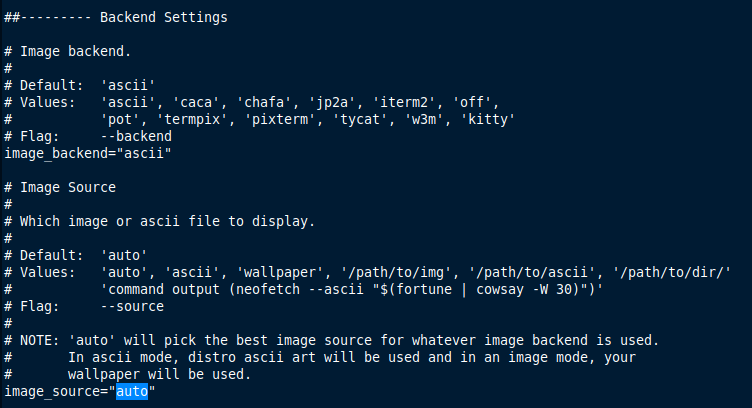 ##--------- Backend Settings
# Image backend.
#
# Default:  'ascii'
# Values:   'ascii', 'caca', 'chafa', 'jp2a', 'iterm2', 'off',
#           'pot', 'termpix', 'pixterm', 'tycat', 'w3m', 'kitty'
# Flag:     --backend
image_backend="ascii"
# Image Source
#
# Which image or ascii file to display.
#
# Default:  'auto'
# Values:   'auto', 'ascii', 'wallpaper', '/path/to/img', '/path/to/ascii', '/path/to/dir/'
#           'command output (neofetch --ascii "$(fortune | cowsay -W 30)")'
# Flag:     --source
#
# NOTE: 'auto' will pick the best image source for whatever image backend is used.
#       In ascii mode, distro ascii art will be used and in an image mode, your
#       wallpaper will be used.
image_source="auto"